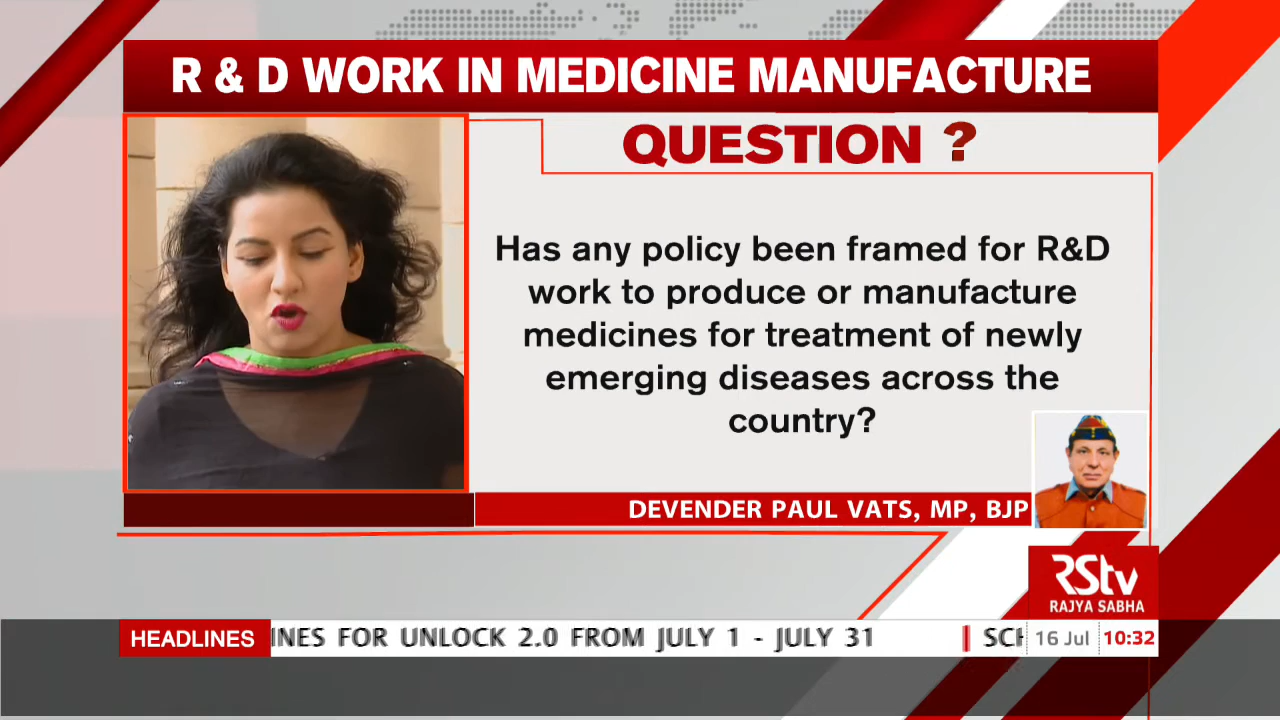 R & D WORK IN MEDICINE MANUFACTURE
QUESTION ?
Has any policy been framed for R&D
work to produce or manufacture
medicines for treatment of newly
emerging diseases across the
country?
DEVENDER PAUL VATS, MP, BJP
RStv
RAJYA SABHA
HEADLINES INES FOR UNLOCK 2.0 FROM JULY 1 - JULY 31 | SCH 16 Jul 10:32